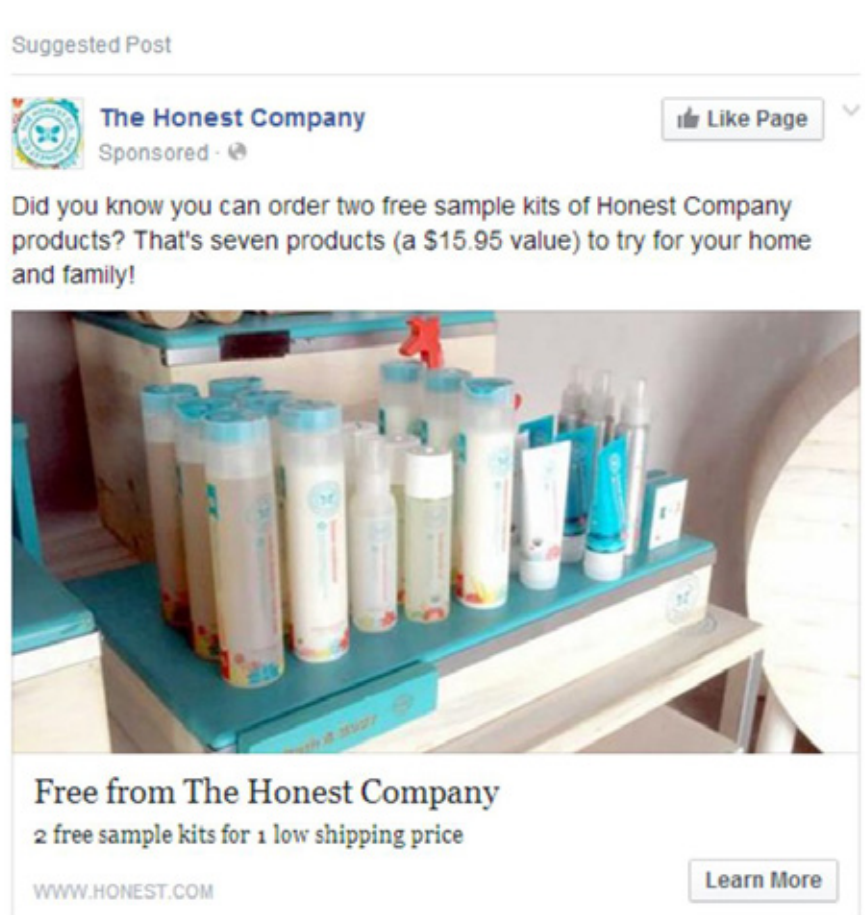 Suggested Post
The Honest Company
Like Page
Sponsored ·
Did you know you can order two free sample kits of Honest Company
products? That's seven products (a $15.95 value) to try for your home
and family!
Free from The Honest Company
2 free sample kits for 1 low shipping price
WWW.HONEST.COM
Learn More